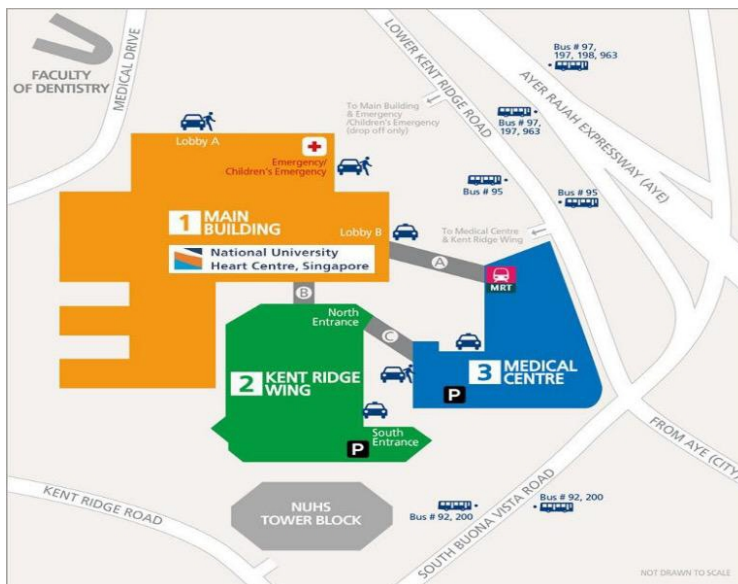 FACULTY
OF DENTISTRY
MEDICAL DRIVE
LOWER KENT RIDGE ROAD
Bus # 97,
197, 198, 963
AYER RAJAH EXPRESSWAY (AYE)
To Main Building
& Emergency
/Children's Emergency
(drop off only)
Bus # 97,
197, 963
Lobby A
Emergency/
Children's Emergency
Bus # 95
Bus # 95
1 MAIN
BUILDING
Lobby B
To Medical Centre
& Kent Ridge Wing
National University
Heart Centre, Singapore
A
MRT
B
North
Entrance
C
2 KENT RIDGE
WING
3 MEDICAL
CENTRE
P
South
Entrance
P
FROM AYE (CITY)
KENT RIDGE ROAD
NUHS
TOWER BLOCK
Bus # 92, 200
Bus # 92, 200
SOUTH BUONA VISTA ROAD
NOT DRAWN TO SCALE